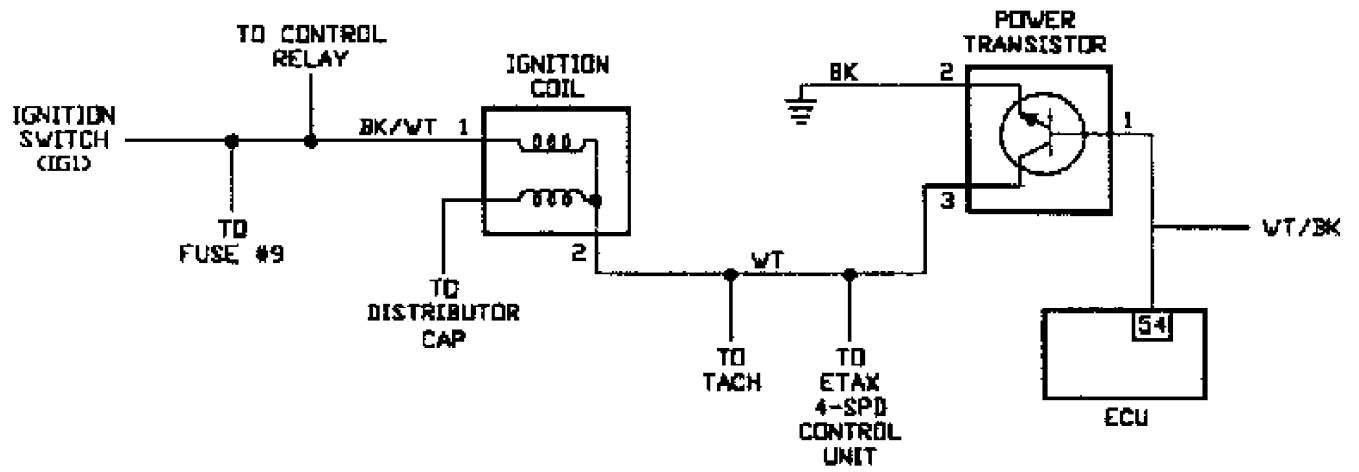 TO CONTROL
RELAY
IGNITION
SWITCH
(IG1)
BK/WT
1
TO
FUSE #9
IGNITION
COIL
2
TO
DISTRIBUTOR
CAP
WT
TO
TACH
TO
ETAX
4-SPD
CONTROL
UNIT
POWER
TRANSISTOR
BK
2
1
3
WT/BK
54
ECU